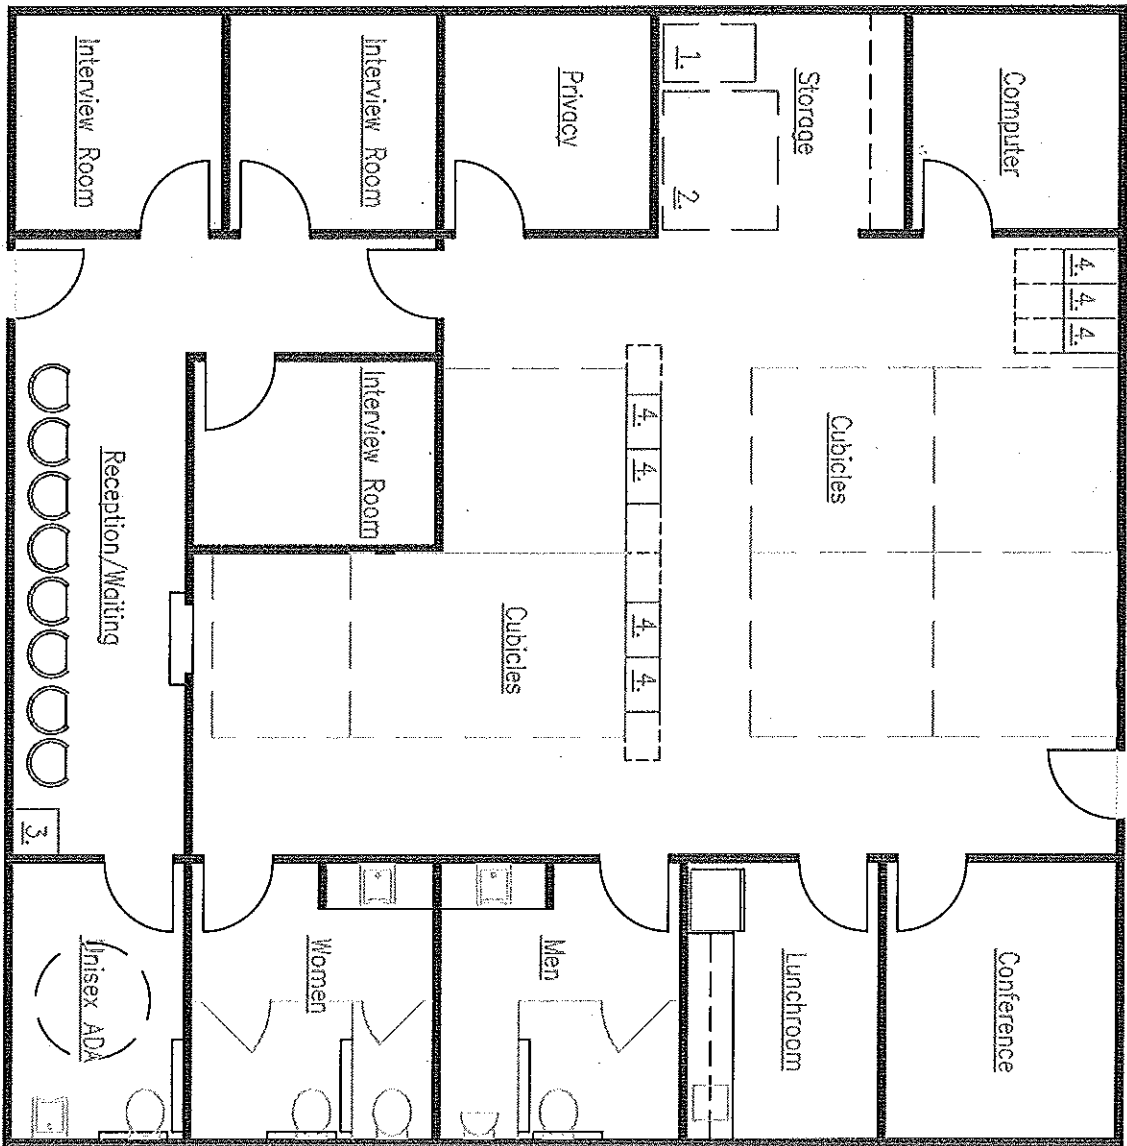 4. 4. 4.
Computer
Conference
Cubicles
Storage
Lunchroom
1.
2.
4. 4. 4. 4.
Privacy
Men
Cubicles
Interview Room
Interview Room
Women
Reception/Waiting
Interview Room
Unisex ADA
3.